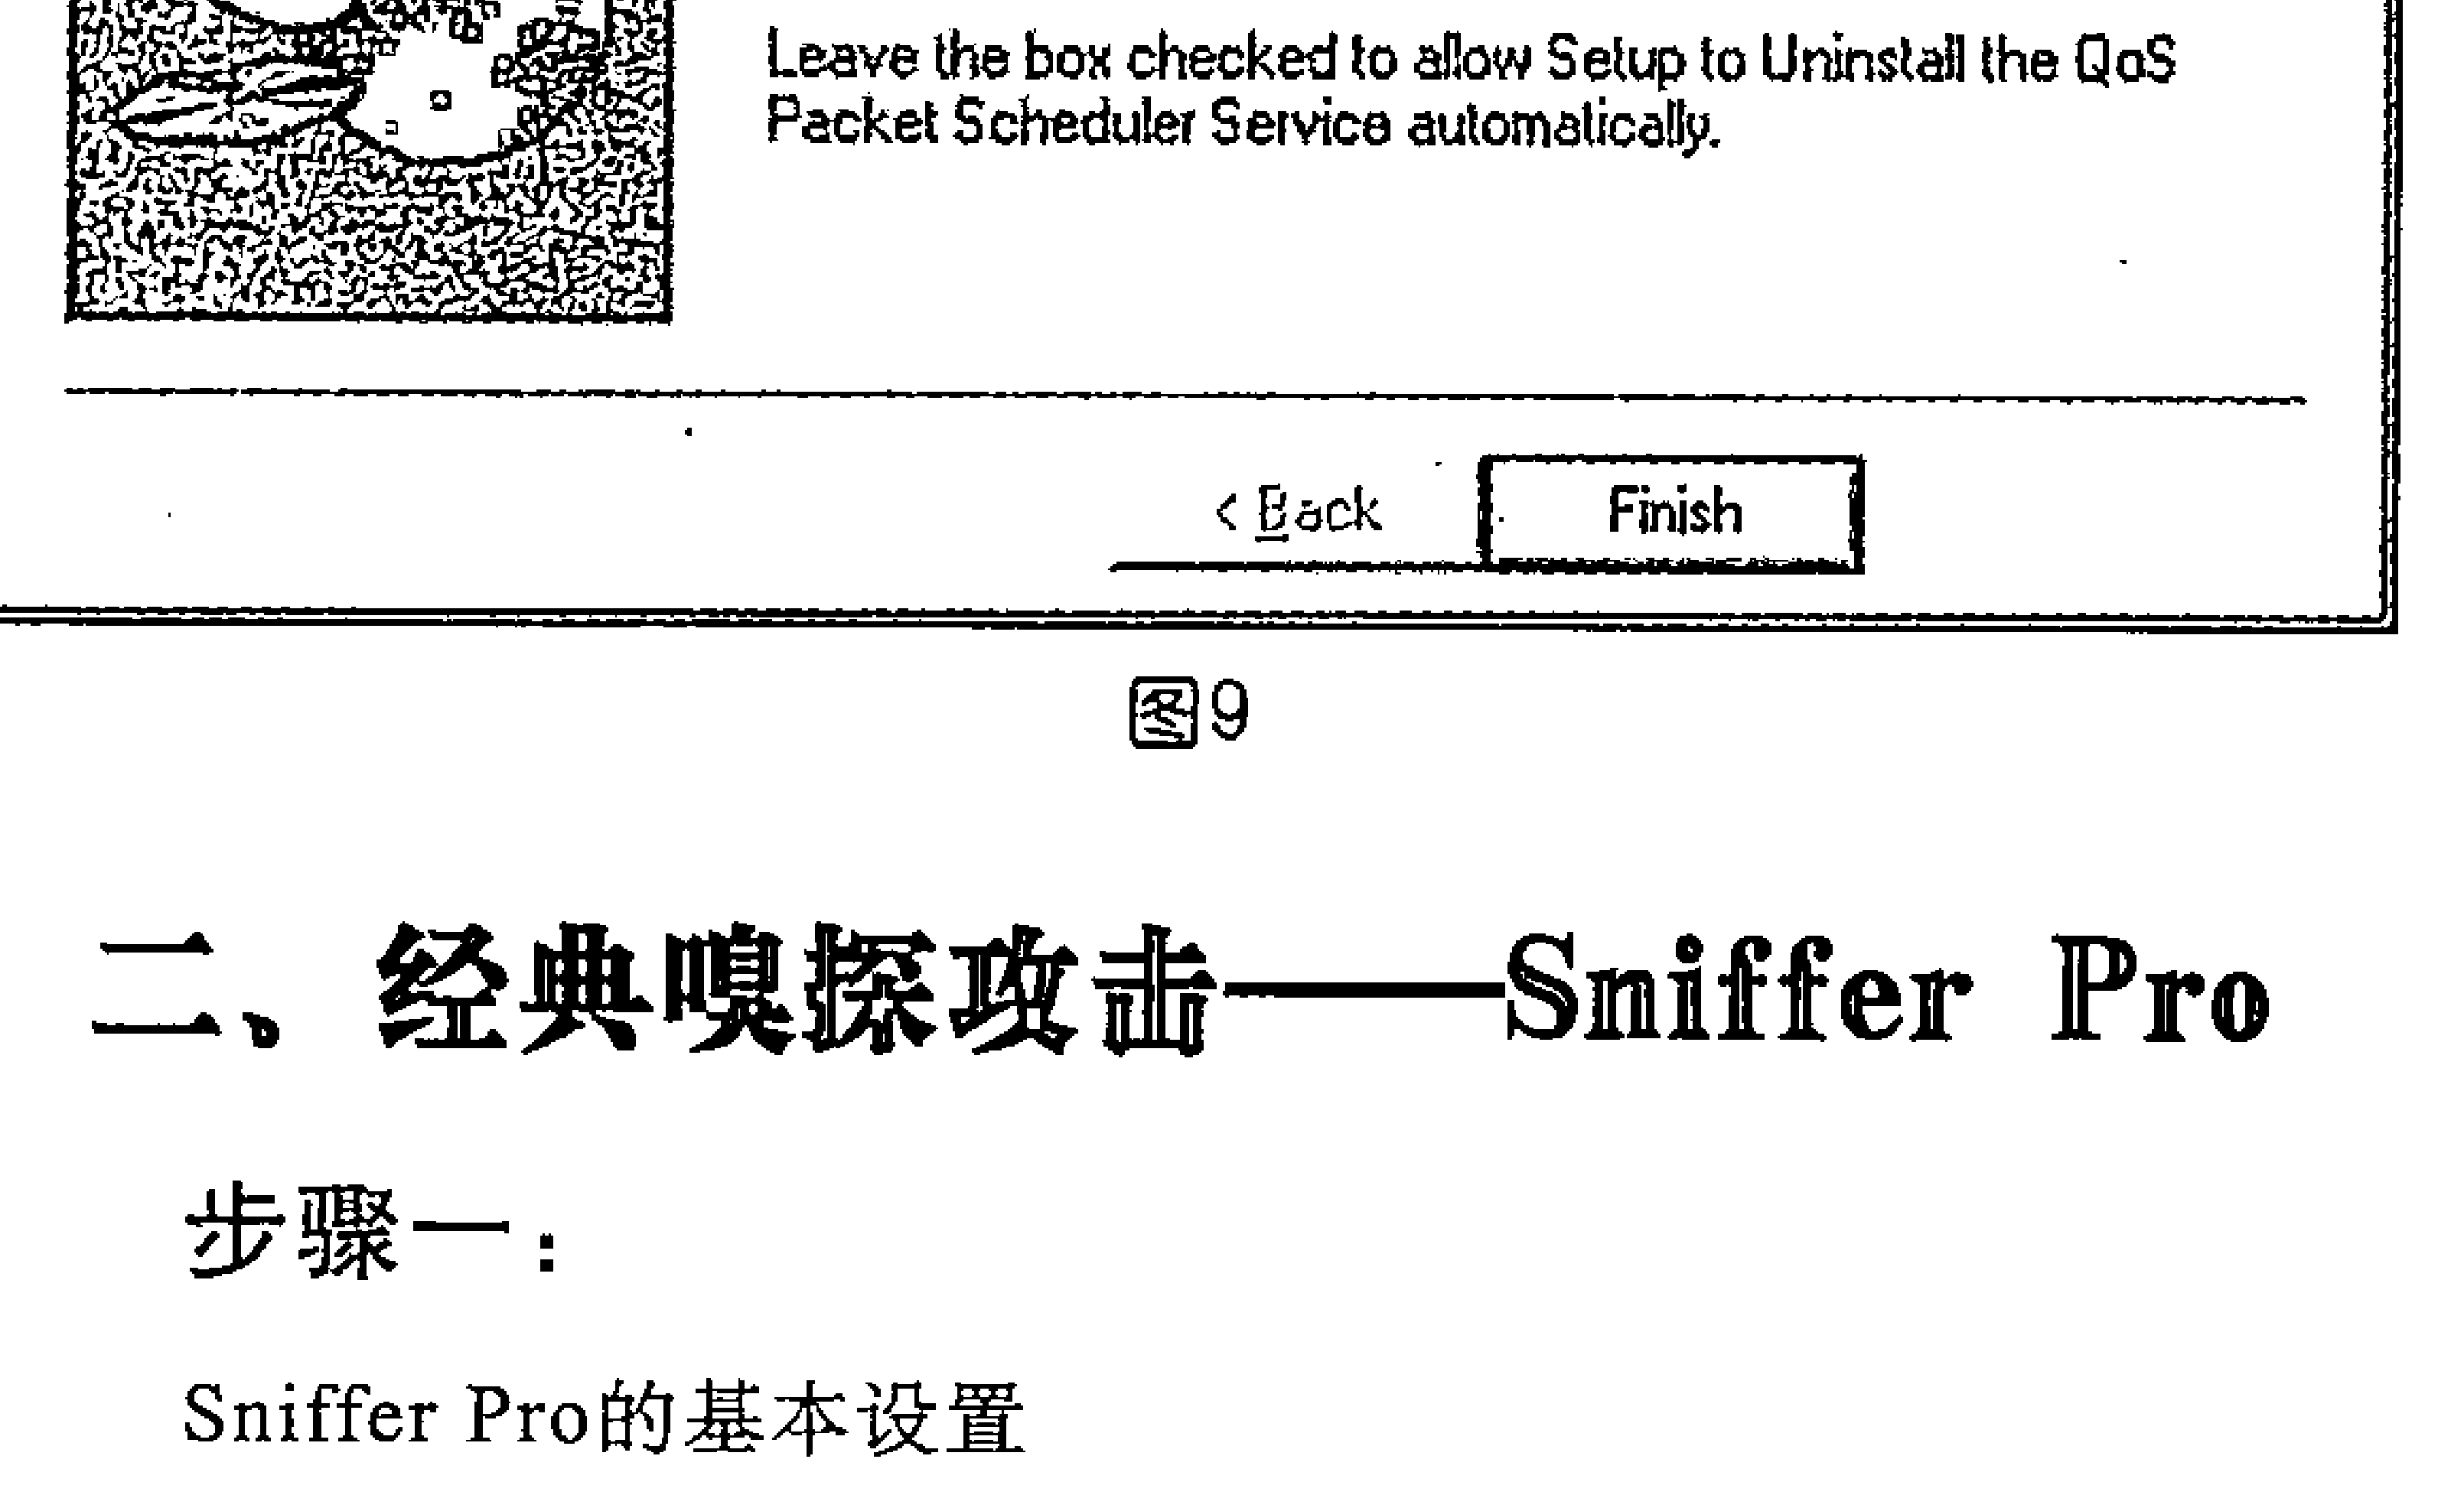 Leave the box checked to allow Setup to Uninstall the QoS
Packet Scheduler Service automatically.
< Back Finish
图9
二、经典嗅探攻击——Sniffer Pro
步骤一：
Sniffer Pro的基本设置